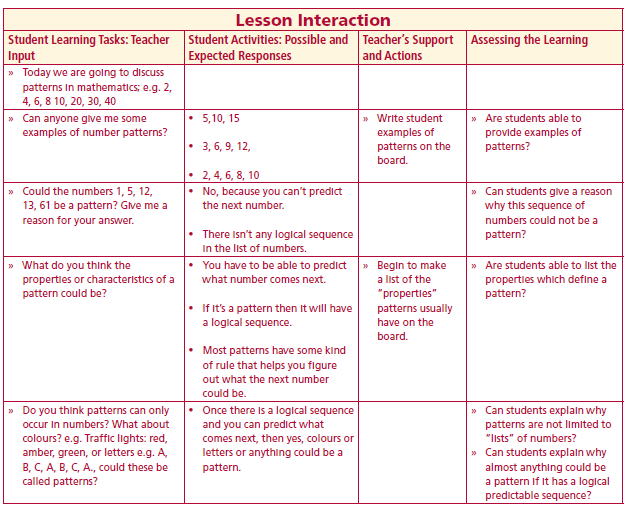 Lesson Interaction
Student Learning Tasks: Teacher
Input
Student Activities: Possible and
Expected Responses
Teacher's Support
and Actions
Assessing the Learning
» Today we are going to discuss
patterns in mathematics; e.g. 2,
4, 6, 8 10, 20, 30, 40
» Can anyone give me some
examples of number patterns?
• 5,10, 15
• 3, 6, 9, 12,
• 2, 4, 6, 8, 10
» Write student
examples of
patterns on the
board.
» Are students able to
provide examples of
patterns?
» Could the numbers 1, 5, 12,
13, 61 be a pattern? Give me a
reason for your answer.
• No, because you can't predict
the next number.
• There isn't any logical sequence
in the list of numbers.
» Can students give a reason
why this sequence of
numbers could not be a
pattern?
» What do you think the
properties or characteristics of a
pattern could be?
• You have to be able to predict
what number comes next.
• If it's a pattern then it will have
a logical sequence.
• Most patterns have some kind
of rule that helps you figure
out what the next number
could be.
» Begin to make
a list of the
"properties"
patterns usually
have on the
board.
» Are students able to list the
properties which define a
pattern?
» Do you think patterns can only
occur in numbers? What about
colours? e.g. Traffic lights: red,
amber, green, or letters e.g. A,
B, C, A, B, C, A., could these be
called patterns?
• Once there is a logical sequence
and you can predict what
comes next, then yes, colours or
letters or anything could be a
pattern.
» Can students explain why
patterns are not limited to
"lists" of numbers?
» Can students explain why
almost anything could be
a pattern if it has a logical
predictable sequence?